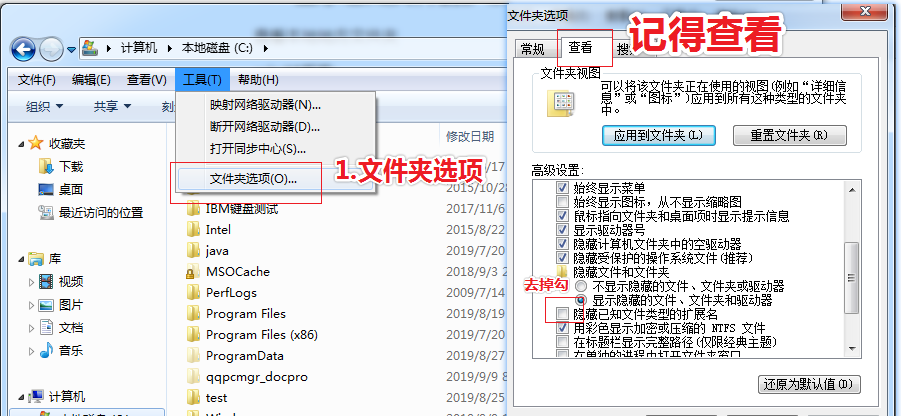 计算机 ▸ 本地磁盘 (C:) ▸
文件(F) 编辑(E) 查看(V) 工具(T) 帮助(H)
组织 共享 刻
映射网络驱动器(N)...
断开网络驱动器(D)...
打开同步中心(S)...
文件夹选项(O)...
1.文件夹选项
收藏夹
下载
桌面
最近访问的位置
库
视频
图片
文档
音乐
计算机
修改日期
/17
2015/10/28
IBM键盘测试 2017/11/6
Intel 2015/8/22
java 2019/7/20
MSOCache 2018/9/3
PerfLogs 2009/7/14
Program Files 2019/8/19
Program Files (x86) 2019/7/20
ProgramData 2019/8/27
qqpcmgr_docpro 2019/9/9
test 2019/8/25
文件夹选项
常规 查看 搜
记得查看
文件夹视图
可以将该文件夹正在使用的视图(例如“详细信
息”或“图标”)应用到所有这种类型的文件夹
中。
应用到文件夹(L) 重置文件夹(R)
高级设置:
始终显示菜单
始终显示图标，从不显示缩略图
鼠标指向文件夹和桌面项时显示提示信息
显示驱动器号
隐藏计算机文件夹中的空驱动器
隐藏受保护的操作系统文件(推荐)
隐藏文件和文件夹
不显示隐藏的文件、文件夹或驱动器
显示隐藏的文件、文件夹和驱动器
去掉勾
隐藏已知文件类型的扩展名
用彩色显示加密或压缩的 NTFS 文件
在标题栏显示完整路径(仅限经典主题)
在单独的进程中打开文件夹窗口
还原为默认值(D)